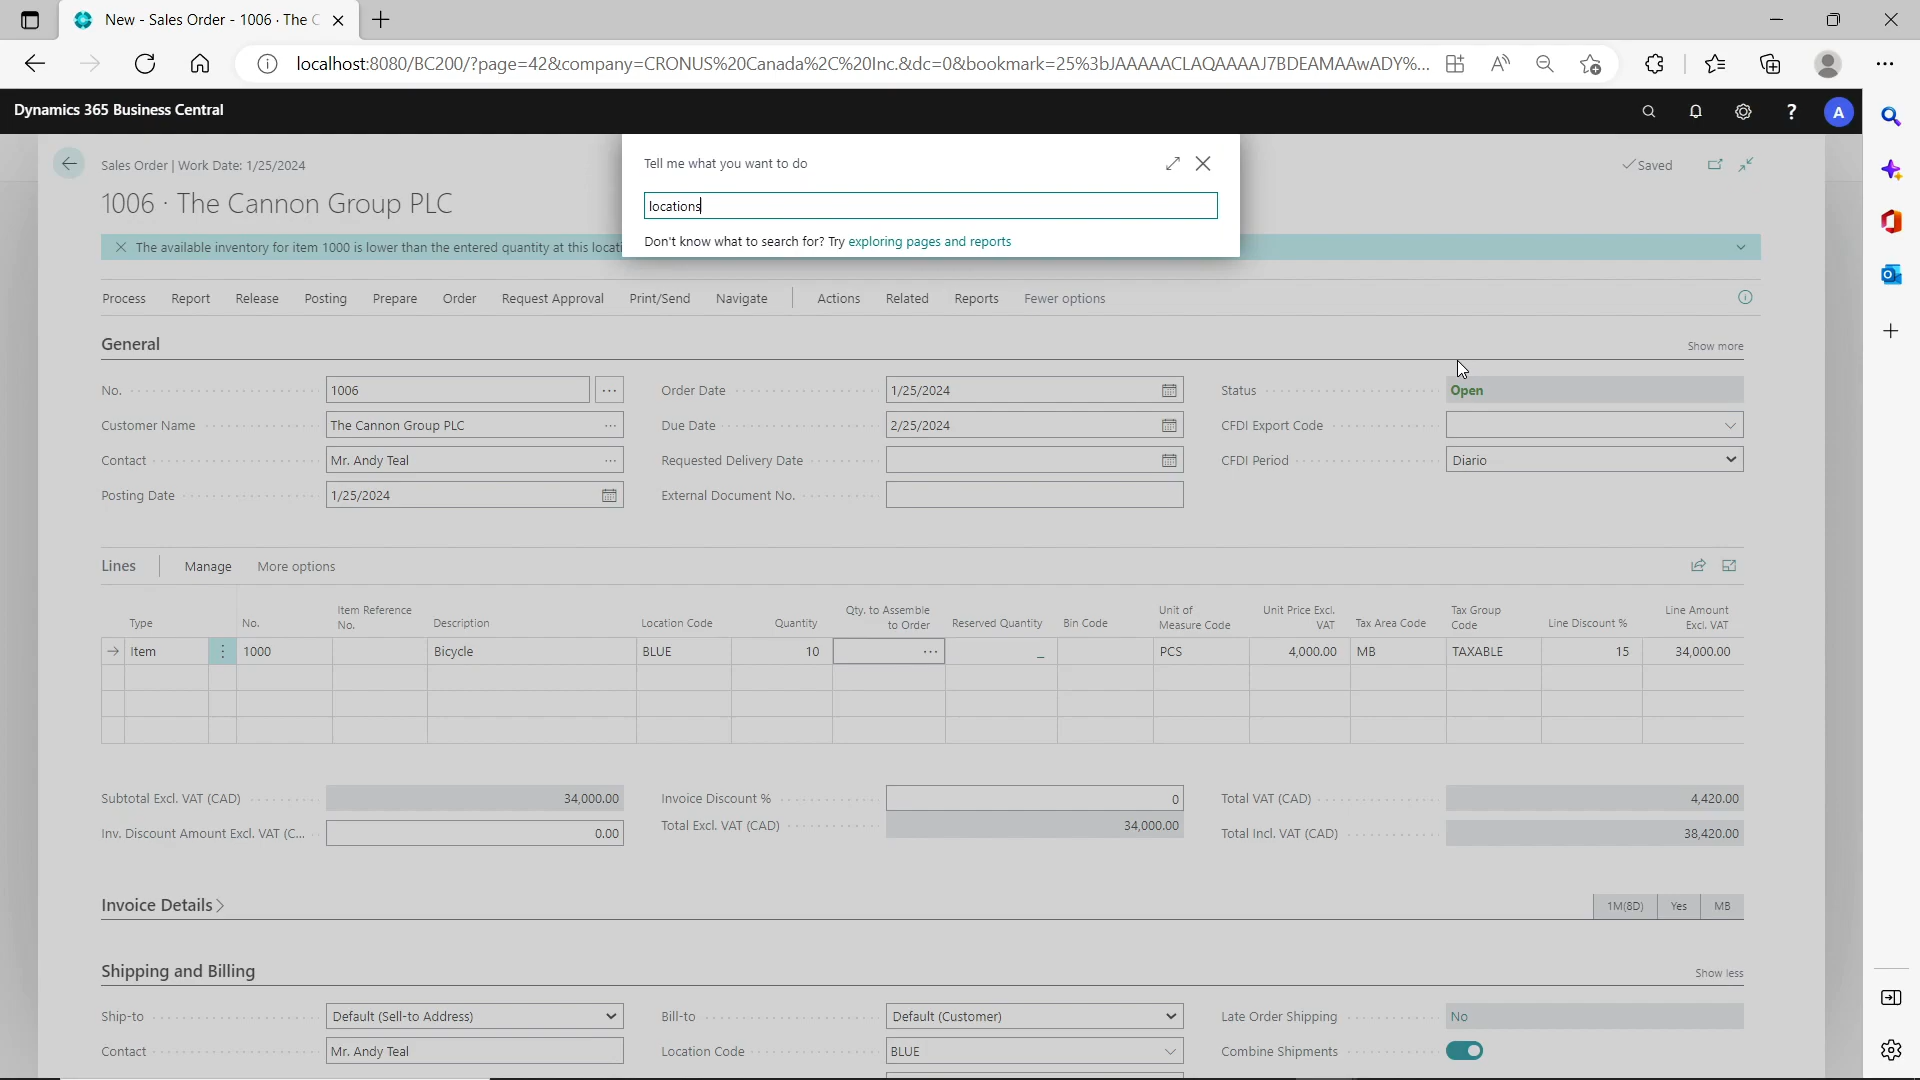 New - Sales Order - 1006 · The C
localhost:8080/BC200/?page=42&company=CRONUS%20Canada%2C%20Inc.&dc=0&bookmark=25%3bJAAAAACLAQAAAAJ7BDEAMAAwADY%...
Dynamics 365 Business Central
?
A
Sales Order | Work Date: 1/25/2024
Tell me what you want to do
Saved
1006 · The Cannon Group PLC
locations
The available inventory for item 1000 is lower than the entered quantity at this locati
Don't know what to search for? Try exploring pages and reports
Process Report Release Posting Prepare Order Request Approval Print/Send Navigate Actions Related Reports Fewer options
General
Show more
No. 1006 Order Date 1/25/2024 Status Open
Customer Name The Cannon Group PLC Due Date 2/25/2024 CFDI Export Code
Contact Mr. Andy Teal Requested Delivery Date CFDI Period Diario
Posting Date 1/25/2024 External Document No.
Lines Manage More options
Type No. Item Reference No. Description Location Code Quantity Qty. to Assemble to Order Reserved Quantity Bin Code Unit of Measure Code Unit Price Excl. VAT Tax Area Code Tax Group Code Line Discount % Line Amount Excl. VAT
Item 1000 Bicycle BLUE 10 _ PCS 4,000.00 MB TAXABLE 15 34,000.00
Subtotal Excl. VAT (CAD) 34,000.00 Invoice Discount % 0 Total VAT (CAD) 4,420.00
Inv. Discount Amount Excl. VAT (C... 0.00 Total Excl. VAT (CAD) 34,000.00 Total Incl. VAT (CAD) 38,420.00
Invoice Details
1M(8D) Yes MB
Shipping and Billing
Show less
Ship-to Default (Sell-to Address) Bill-to Default (Customer) Late Order Shipping No
Contact Mr. Andy Teal Location Code BLUE Combine Shipments